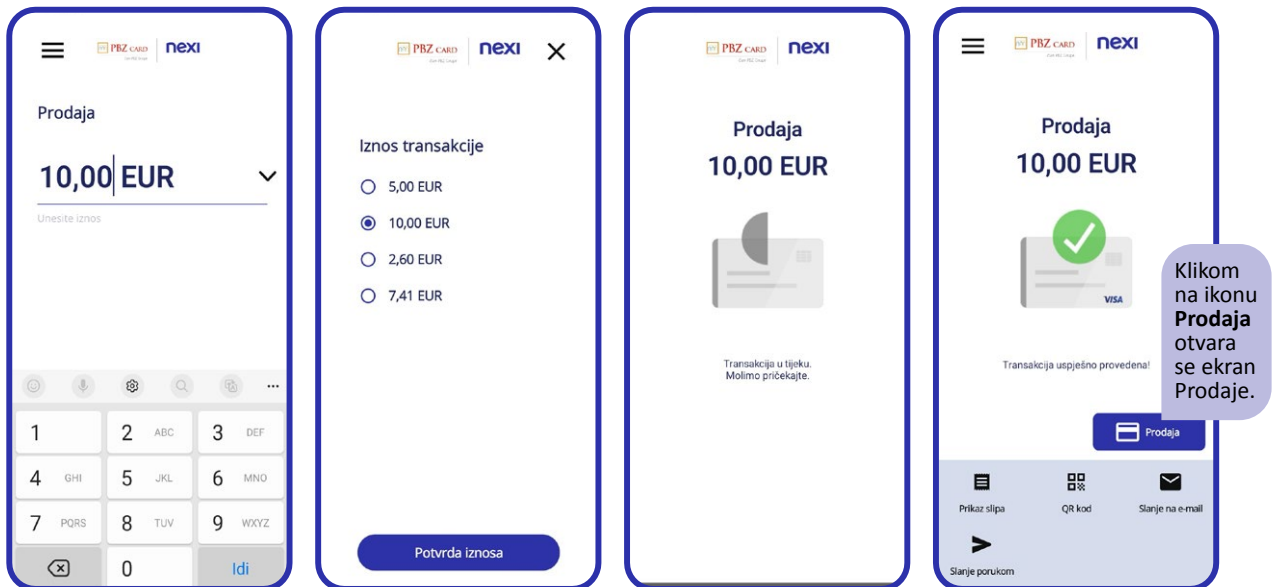 PBZ CARD nexi
Prodaja
10,00 EUR
Unesite iznos
1
2 ABC
3 DEF
4 GHI
5 JKL
6 MNO
7 PQRS
8 TUV
9 WXYZ
0
Idi
PBZ CARD nexi
Iznos transakcije
5,00 EUR
10,00 EUR
2,60 EUR
7,41 EUR
Potvrda iznosa
PBZ CARD nexi
Prodaja
10,00 EUR
Transakcija u tijeku.
Molimo pričekajte.
PBZ CARD nexi
Prodaja
10,00 EUR
VISA
Transakcija uspješno provedena!
Prodaja
Prikaz slipa
QR kod
Slanje na e-mail
Slanje porukom
Klikom
na ikonu
Prodaja
otvara
se ekran
Prodaje.